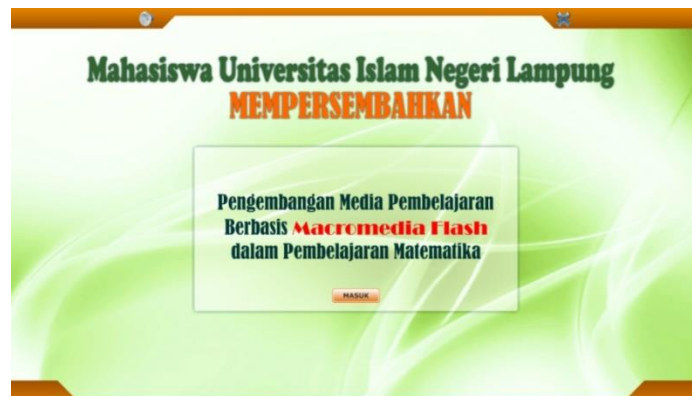 Mahasiswa Universitas Islam Negeri Lampung
MEMPERSEMBAHKAN
Pengembangan Media Pembelajaran
Berbasis Macromedia Flash
dalam Pembelajaran Matematika
MASUK